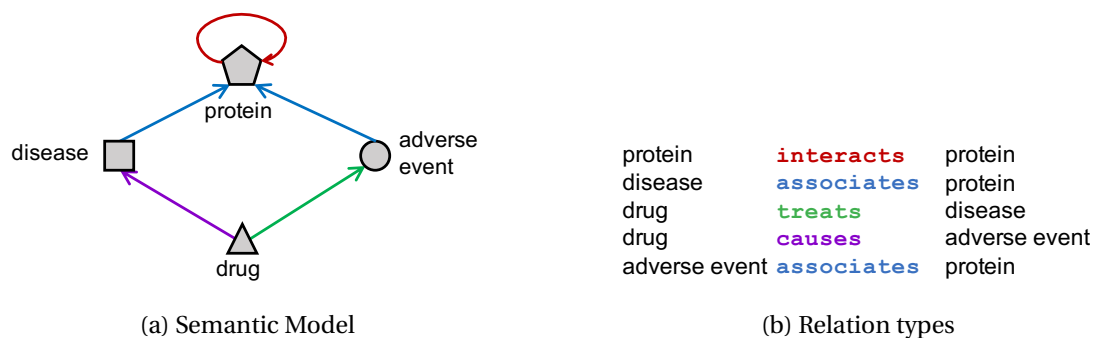 protein
disease
adverse
event
drug
(a) Semantic Model
protein interacts protein
disease associates protein
drug treats disease
drug causes adverse event
adverse event associates protein
(b) Relation types